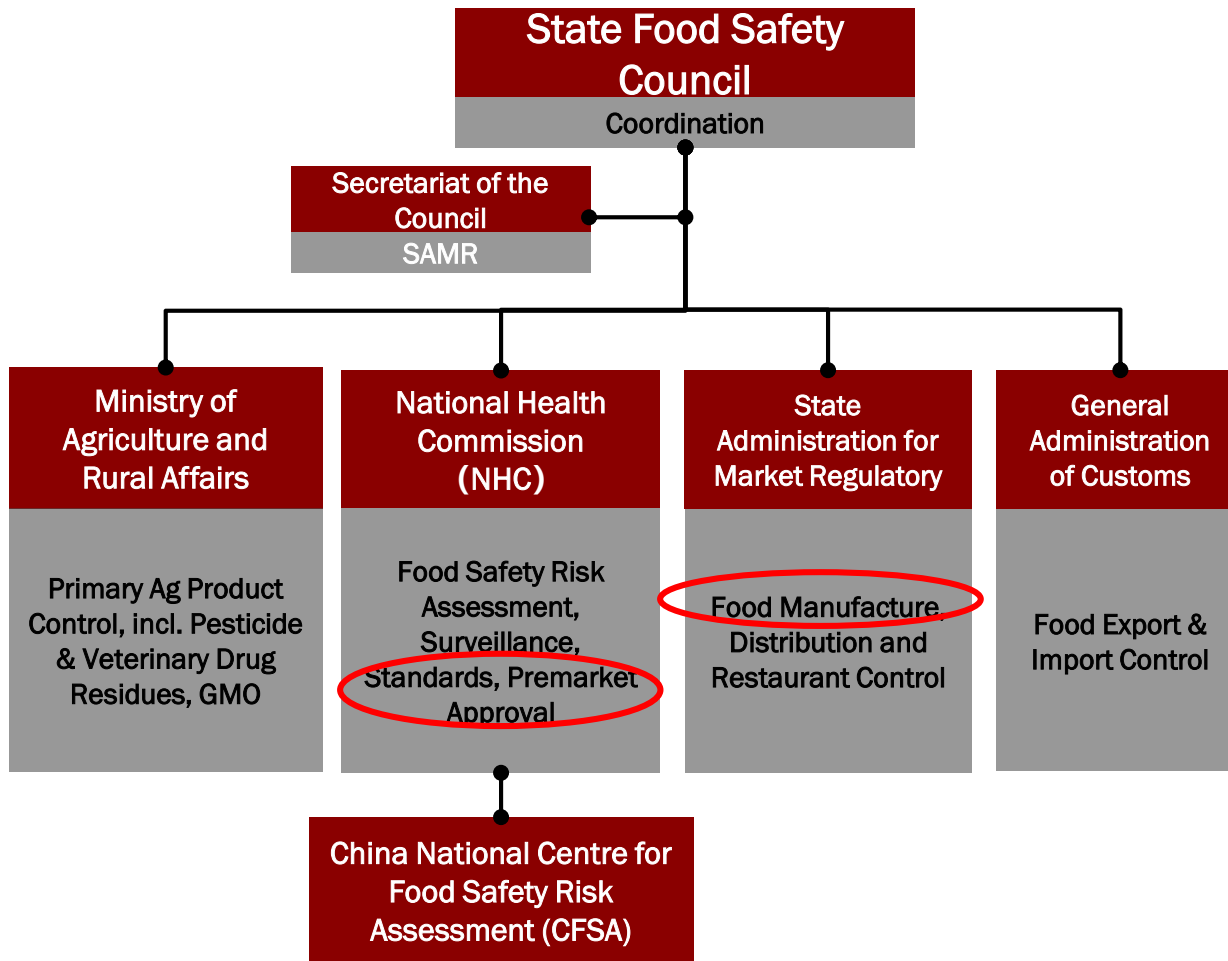 State Food Safety
Council
Coordination
Secretariat of the
Council
SAMR
Ministry of
Agriculture and
Rural Affairs
Primary Ag Product
Control, incl. Pesticide
& Veterinary Drug
Residues, GMO
National Health
Commission
(NHC)
Food Safety Risk
Assessment,
Surveillance,
Standards, Premarket
Approval
State
Administration for
Market Regulatory
Food Manufacture,
Distribution and
Restaurant Control
General
Administration
of Customs
Food Export &
Import Control
China National Centre for
Food Safety Risk
Assessment (CFSA)